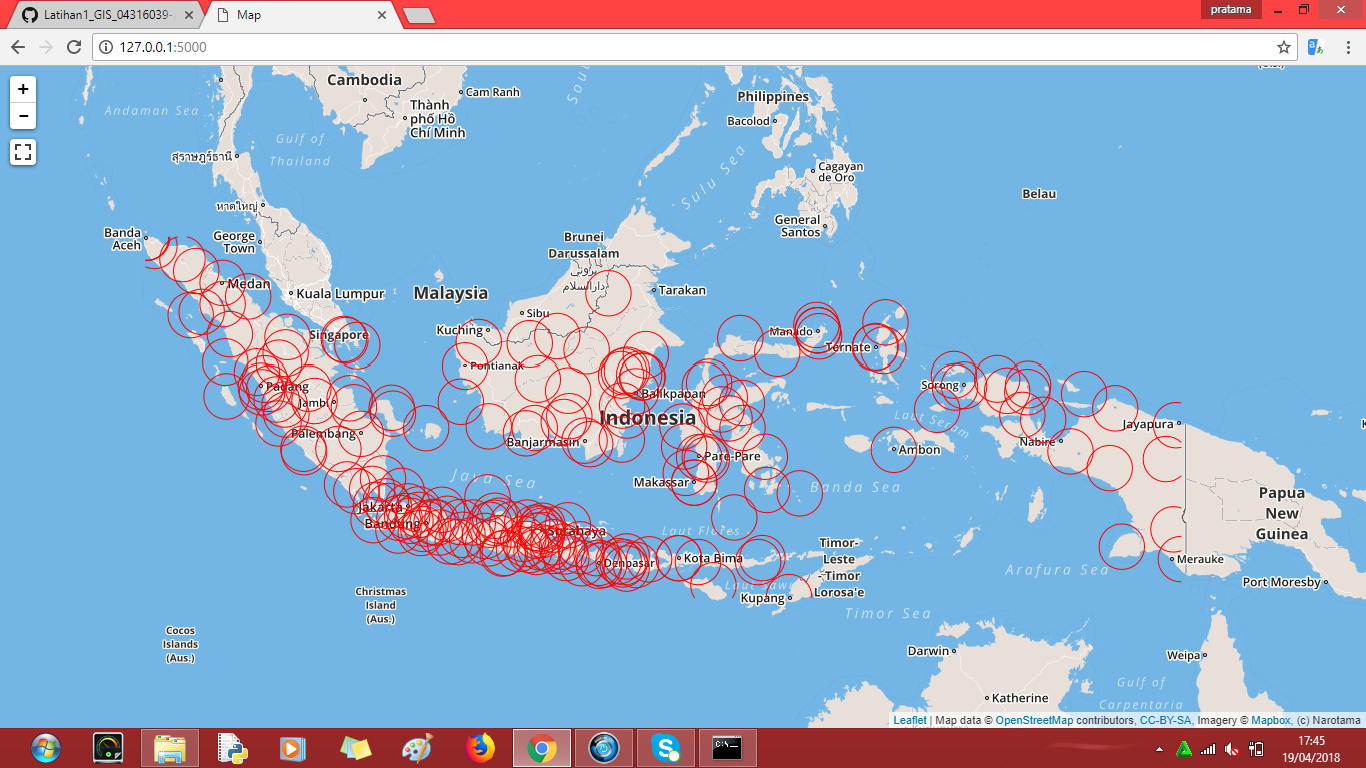 Latihan1_GIS_04316039-
Map
pratama
127.0.0.1:5000
+
−
Andaman Sea
Gulf of
Thailand
สุราษฎร์ธานี
หาดใหญ่
Cambodia
Cam Ranh
Thành
phố Hồ
Chí Minh
Philippines
Bacolod
Sulu Sea
Cagayan
de Oro
General
Santos
Belau
Banda
Aceh
George
Town
Brunei
Darussalam
بروني
دارالسلام
Medan
Kuala Lumpur
Malaysia
Tarakan
Sibu
Kuching
Singapore
Manado
Ternate
Pontianak
Padang
Jambi
Balikpapan
Sorong
Indonesia
Laut Seram
Jayapura
Palembang
Banjarmasin
Nabire
Ambon
Pare-Pare
Java Sea
Makassar
Banda Sea
Jakarta
Bandung
Surabaya
Laut Flores
Papua
New
Guinea
Denpasar
Kota Bima
Timor-
Leste
-Timor
Lorosa'e
Merauke
Arafura Sea
Port Moresby
Kupang
Christmas
Island
(Aus.)
Timor Sea
Cocos
Islands
(Aus.)
Darwin
Weipa
Katherine
Gulf of
Carpentaria
Leaflet | Map data © OpenStreetMap contributors, CC-BY-SA, Imagery © Mapbox, (c) Narotama
17:45
19/04/2018